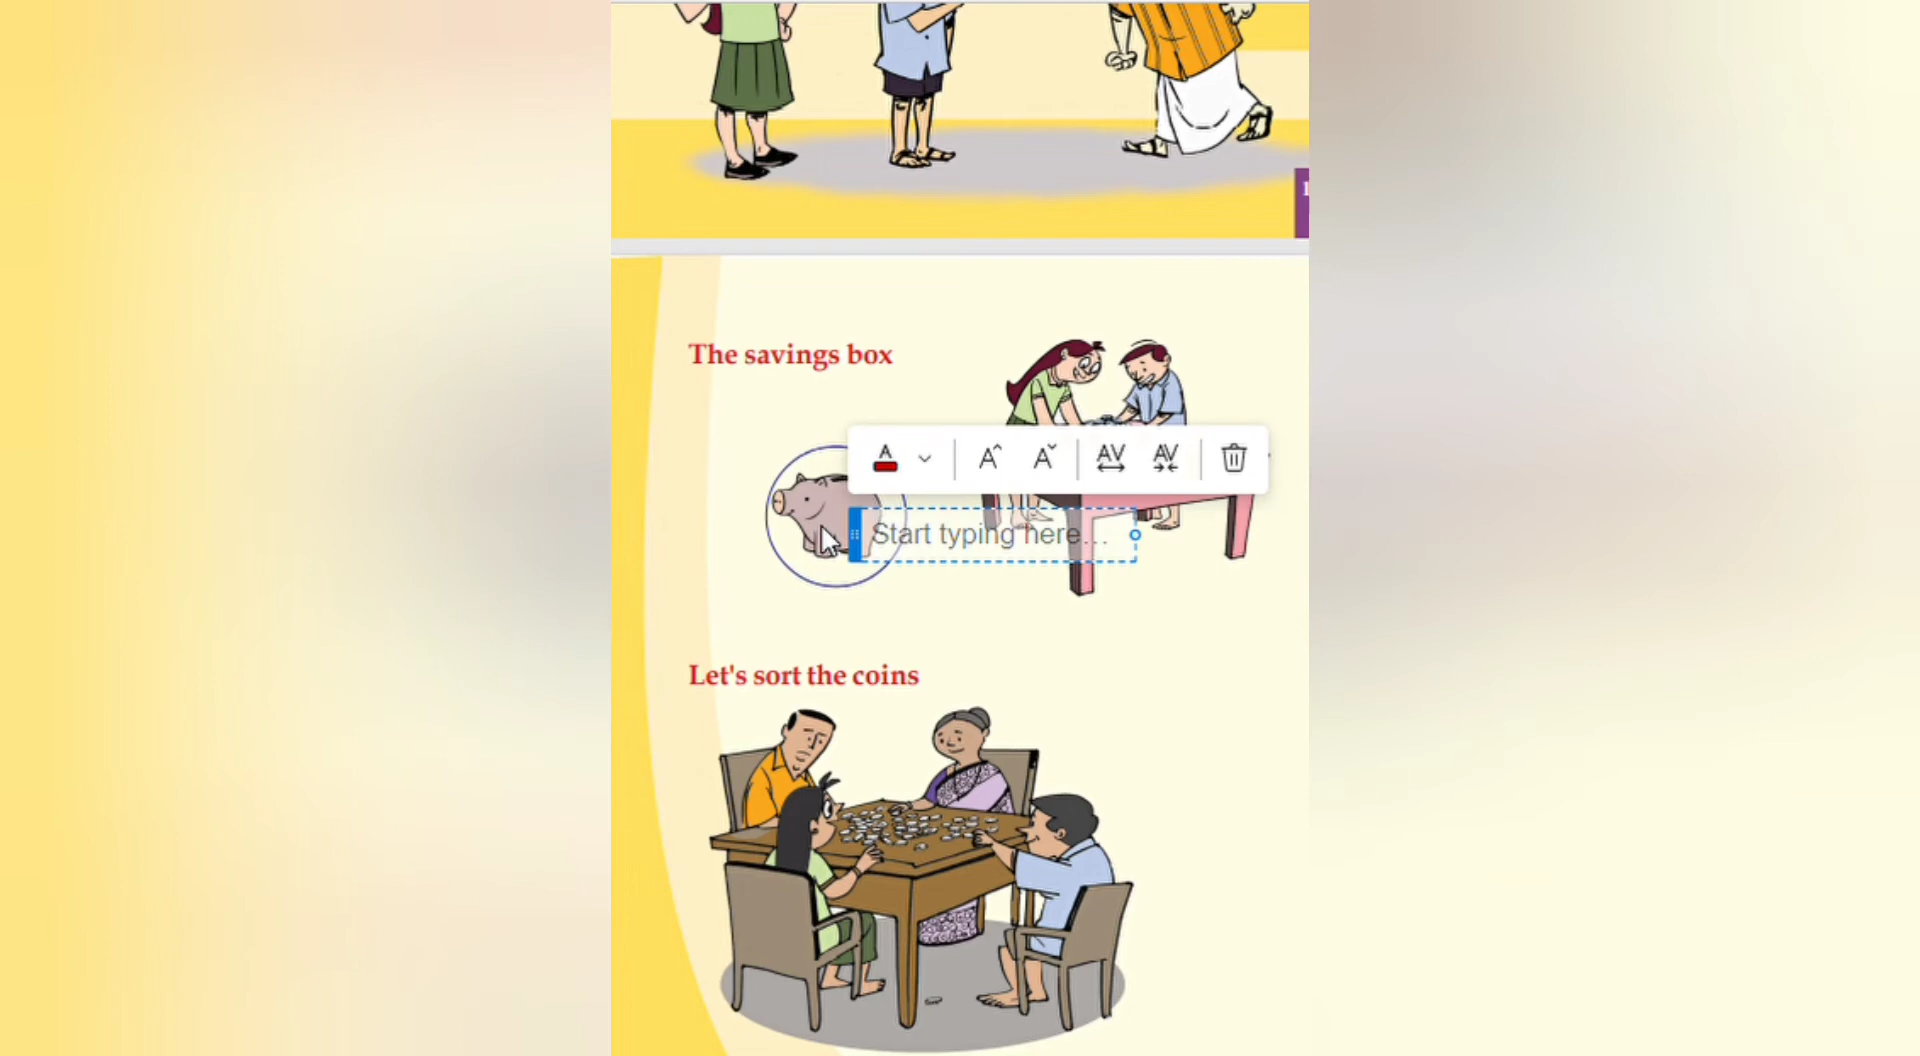 The savings box
Start typing here...
Let's sort the coins